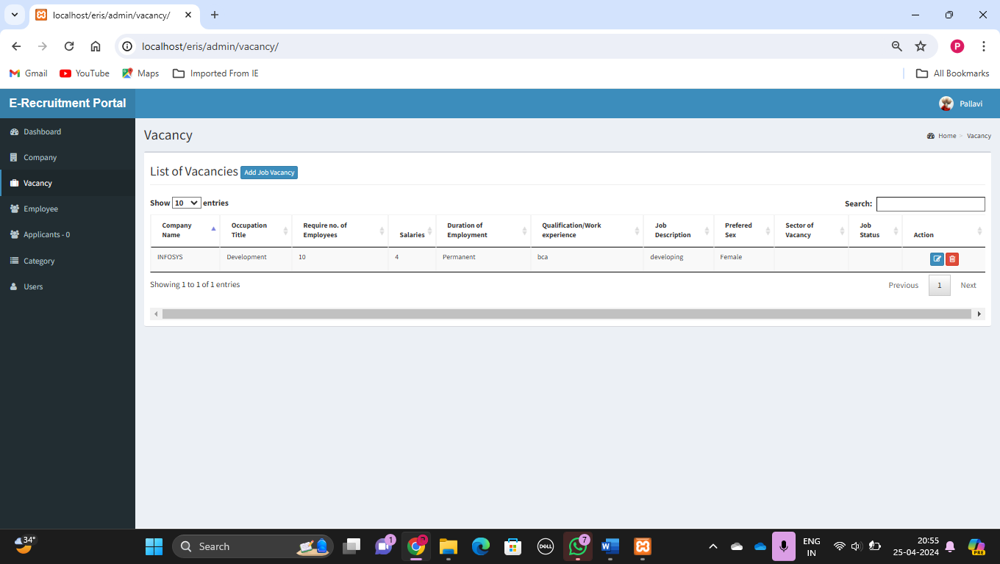 localhost/eris/admin/vacancy/
localhost/eris/admin/vacancy/
P
Gmail YouTube Maps Imported From IE All Bookmarks
E-Recruitment Portal Pallavi
Dashboard
Company
Vacancy
Employee
Applicants - 0
Category
Users
Vacancy Home > Vacancy
List of Vacancies Add Job Vacancy
Show 10 entries Search:
Company Name Occupation Title Require no. of Employees Salaries Duration of Employment Qualification/Work experience Job Description Prefered Sex Sector of Vacancy Job Status Action
INFOSYS Development 10 4 Permanent bca developing Female
Showing 1 to 1 of 1 entries Previous 1 Next
34° Search 1 P DELL 7 W ENG IN 20:55 25-04-2024 PRE